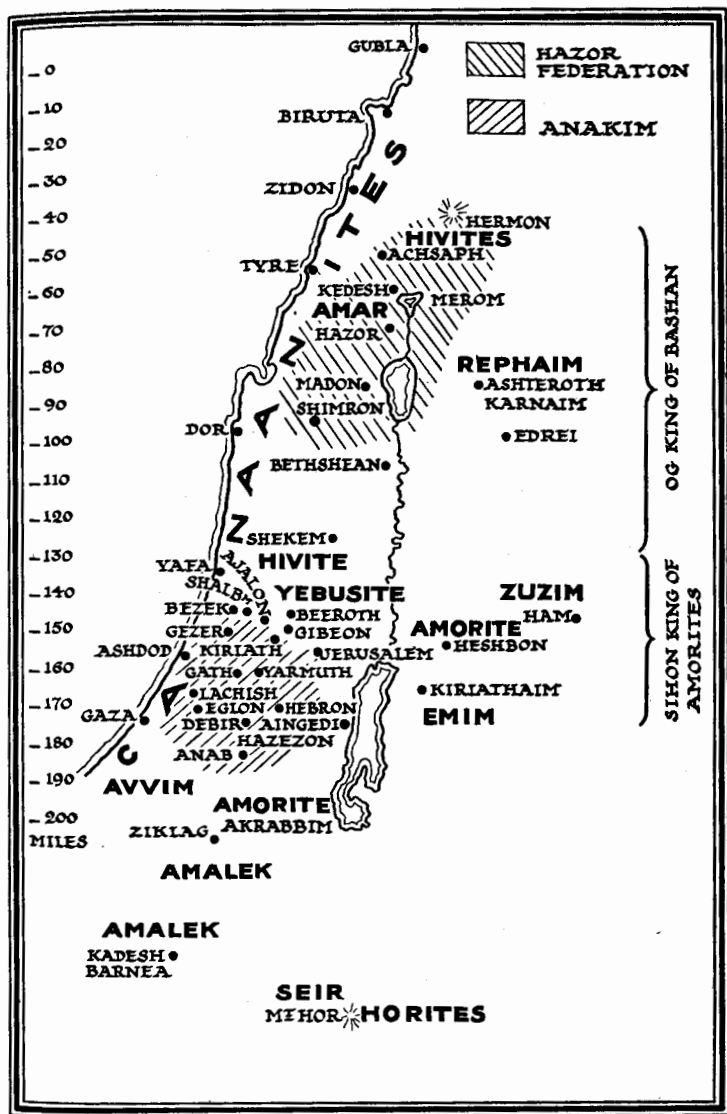 GUBLA
HAZOR
FEDERATION
ANAKIM
0
10
20
30
40
50
60
70
80
90
100
110
120
130
140
150
160
170
180
190
200
MILES
BIRUTA
ZIDON
TYRE
CANAANITES
HERMON
HIVITES
ACHSAPH
KEDESH
MEROM
AMAR
HAZOR
REPHAIM
MADON
ASHTEROTH
KARNAIM
SHIMRON
DOR
EDREI
BETHSHEAN
OG KING OF BASHAN
SHEKEM
HIVITE
YAFA
AJALON
YEBUSITE
ZUZIM
BEZEK
BEEROTH
HAM
GEZER
GIBEON
AMORITE
HESHBON
ASHDOD
KIRIATH
JERUSALEM
GATH
YARMUTH
LACHISH
KIRIATHAIM
GAZA
EGLON
HEBRON
EMIM
DEBIR
AINGEDI
HAZEZON
ANAB
SIHON KING OF
AMORITES
AVVIM
AMORITE
ZIKLAG
AKRABBIM
AMALEK
AMALEK
KADESH
BARNEA
SEIR
HORITES